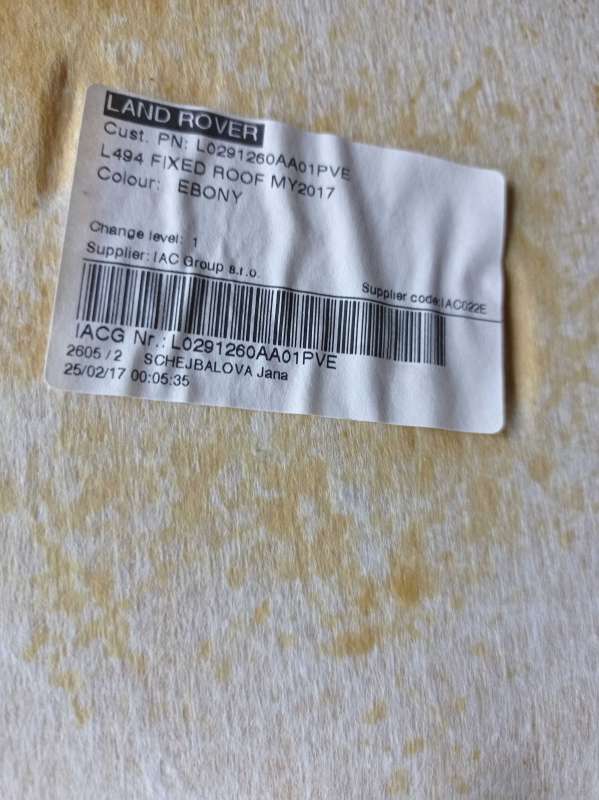 LAND ROVER
Cust. PN: L0291260AA01PVE
L494 FIXED ROOF MY2017
Colour: EBONY
Change level: 1
Supplier: IAC Group s.r.o.
Supplier code:IAC022E
IACG Nr.: L0291260AA01PVE
2605 / 2 SCHEJBALOVA Jana
25/02/17 00:05:35